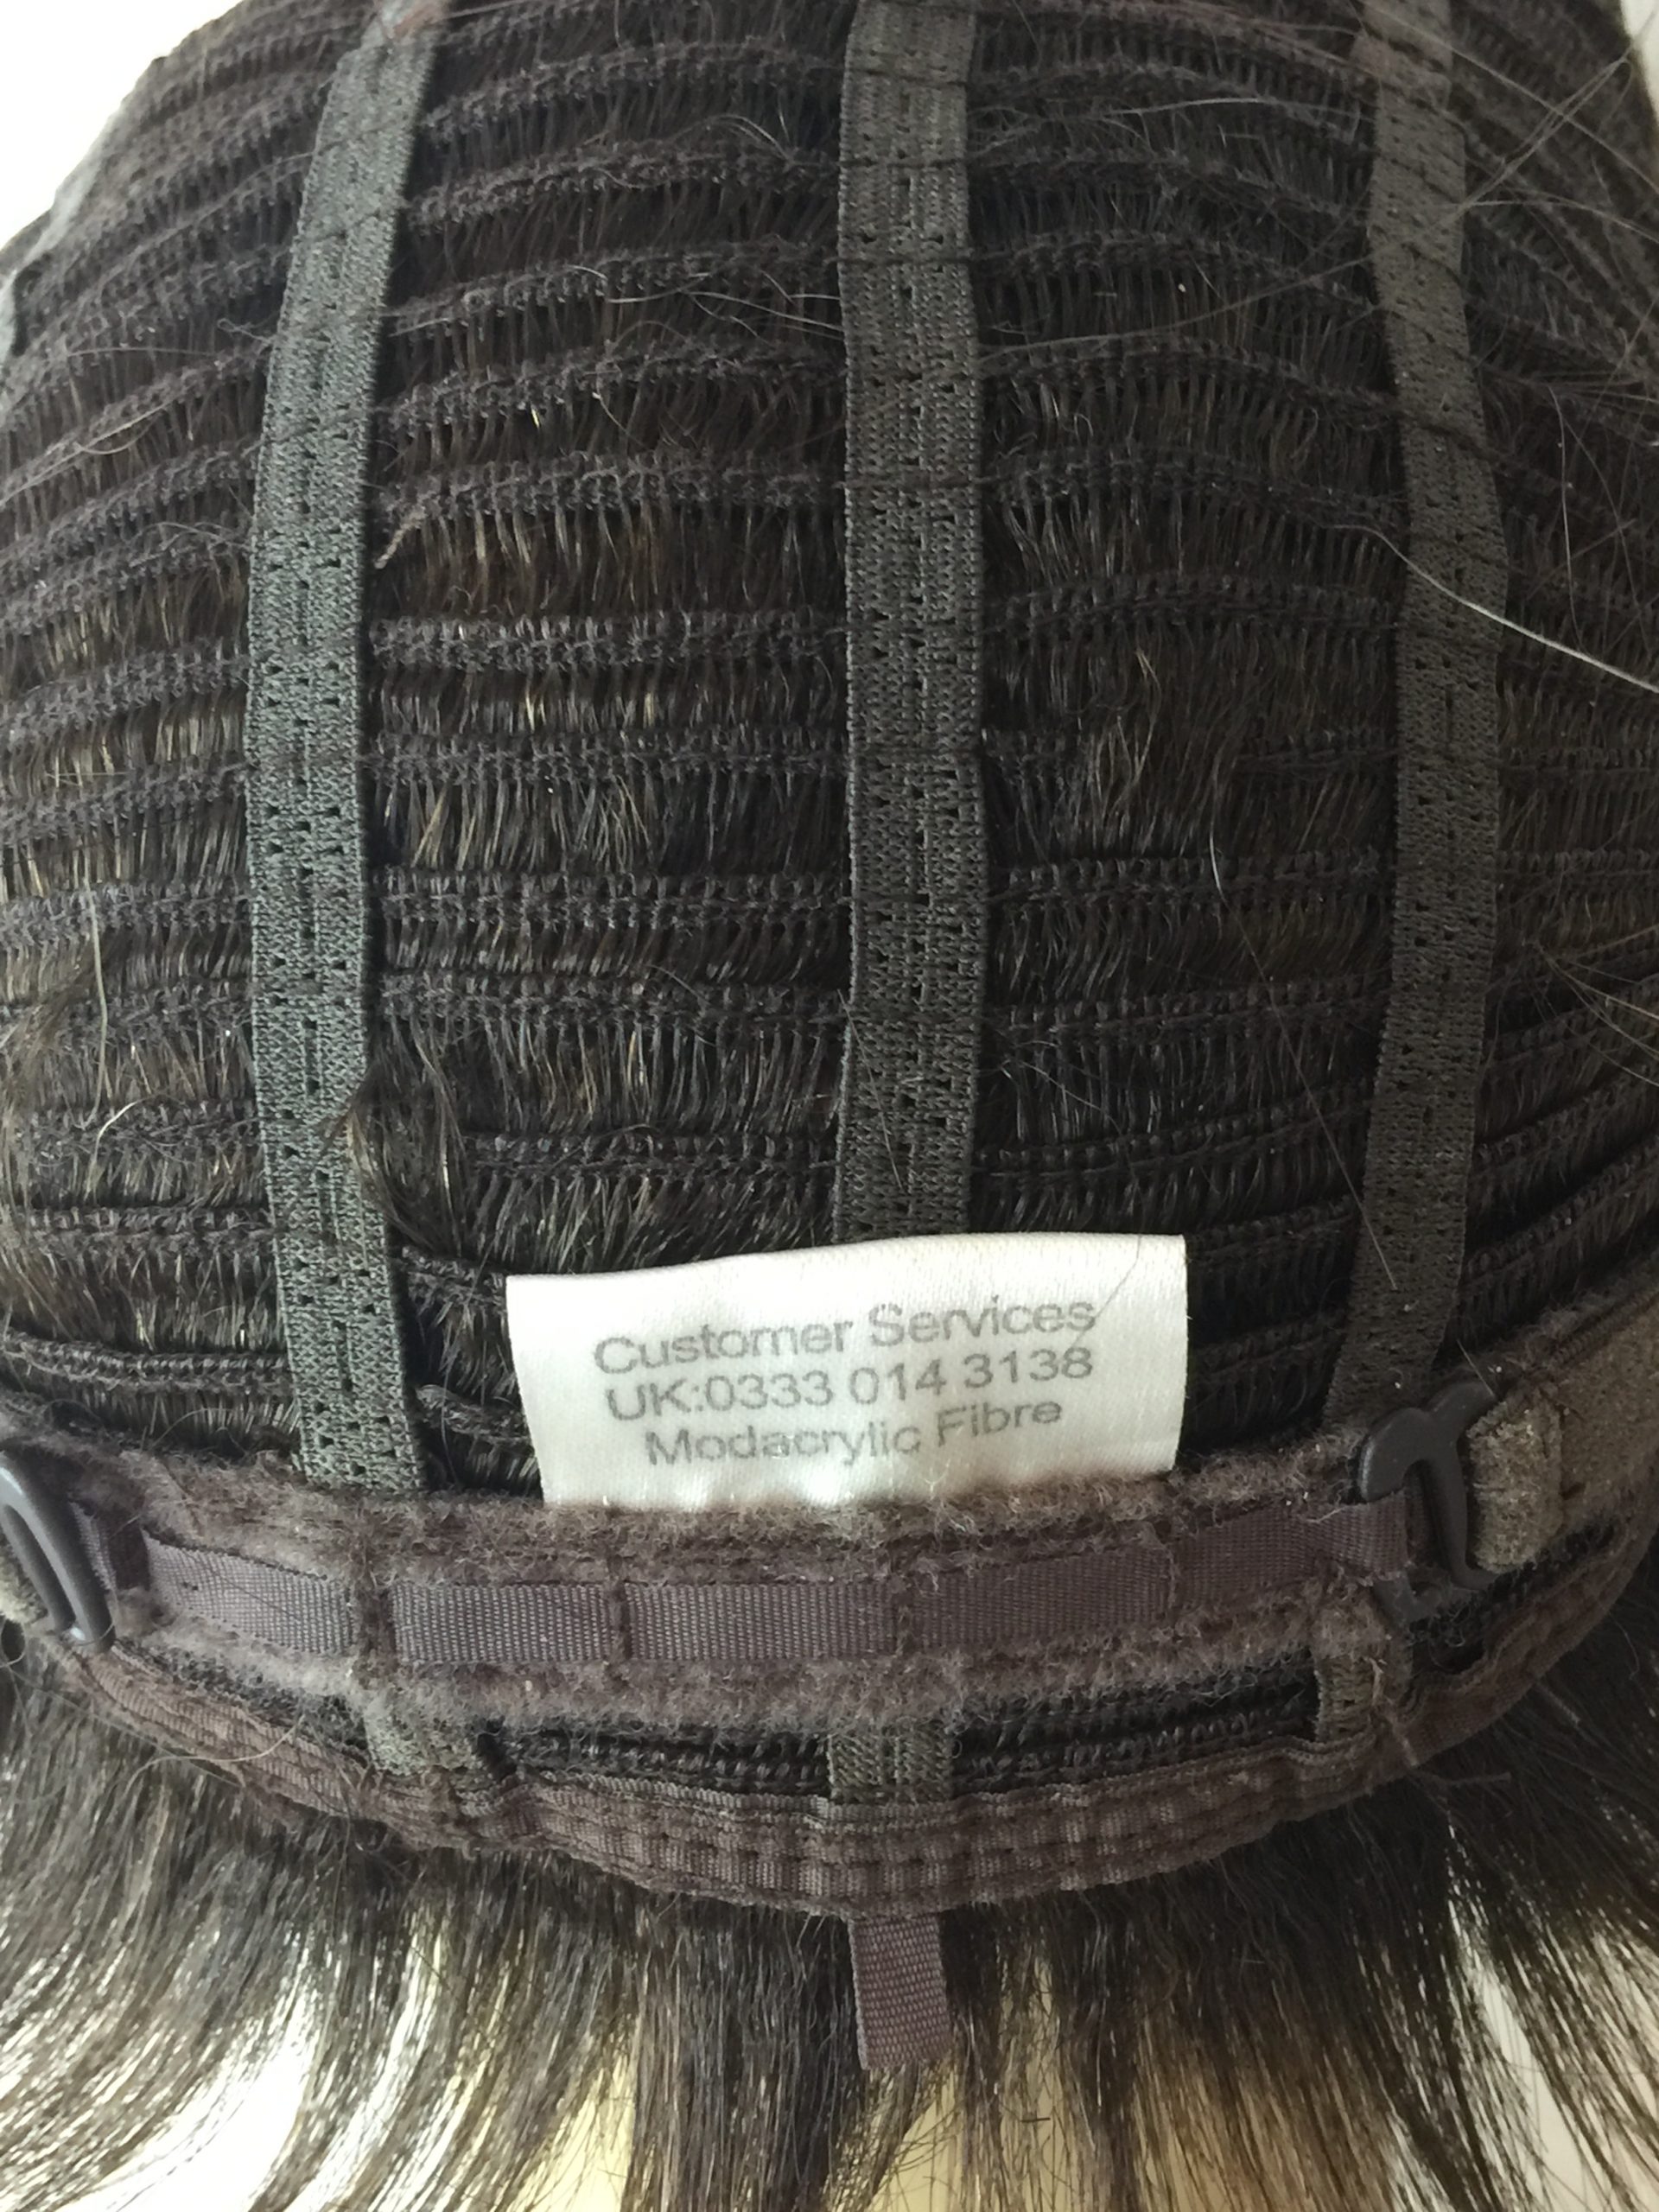 Customer Services
UK:0333 014 3138
Modacrylic Fibre